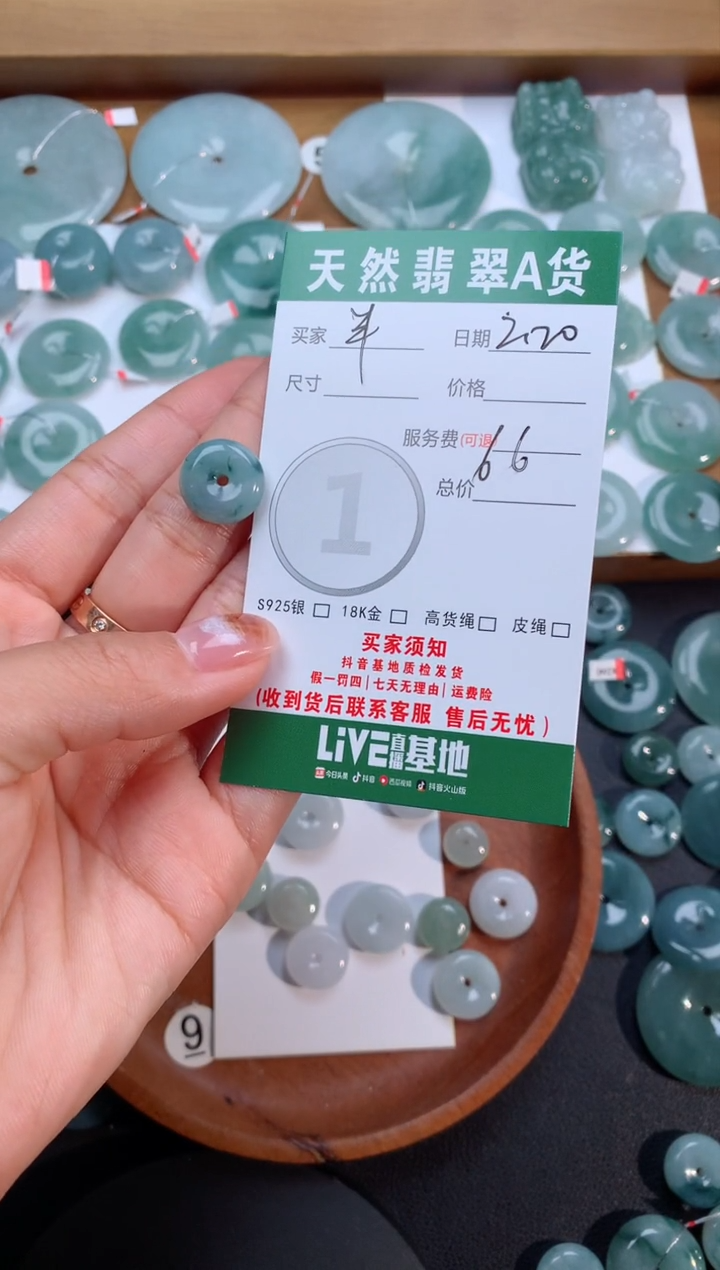 天然翡翠A货
买家 羊 日期 2.20
尺寸 价格
服务费(可退) 66
总价
1
S925银 □ 18K金 □ 高货绳□ 皮绳□
买家须知
抖音基地质检发货
假一罚四|七天无理由|运费险
(收到货后联系客服 售后无忧)
LiVE直播基地
今日头条 抖音 西瓜视频 抖音火山版
9